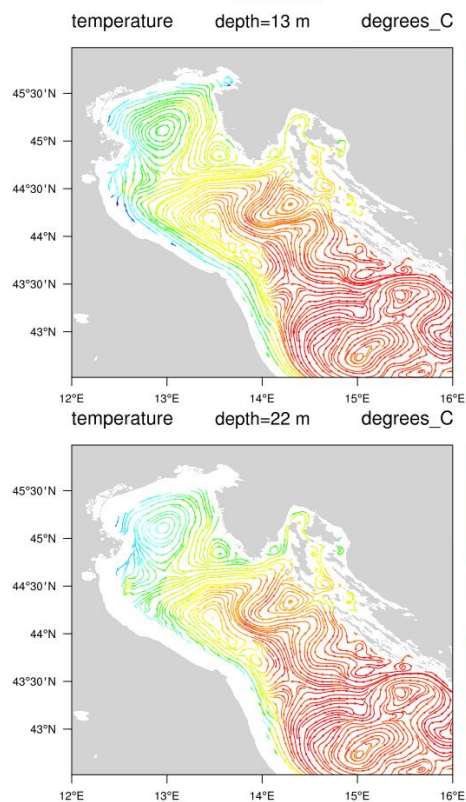 temperature depth=13 m degrees_C
45°30'N
45°N
44°30'N
44°N
43°30'N
43°N
12°E 13°E 14°E 15°E 16°E
temperature depth=22 m degrees_C
45°30'N
45°N
44°30'N
44°N
43°30'N
43°N
12°E 13°E 14°E 15°E 16°E